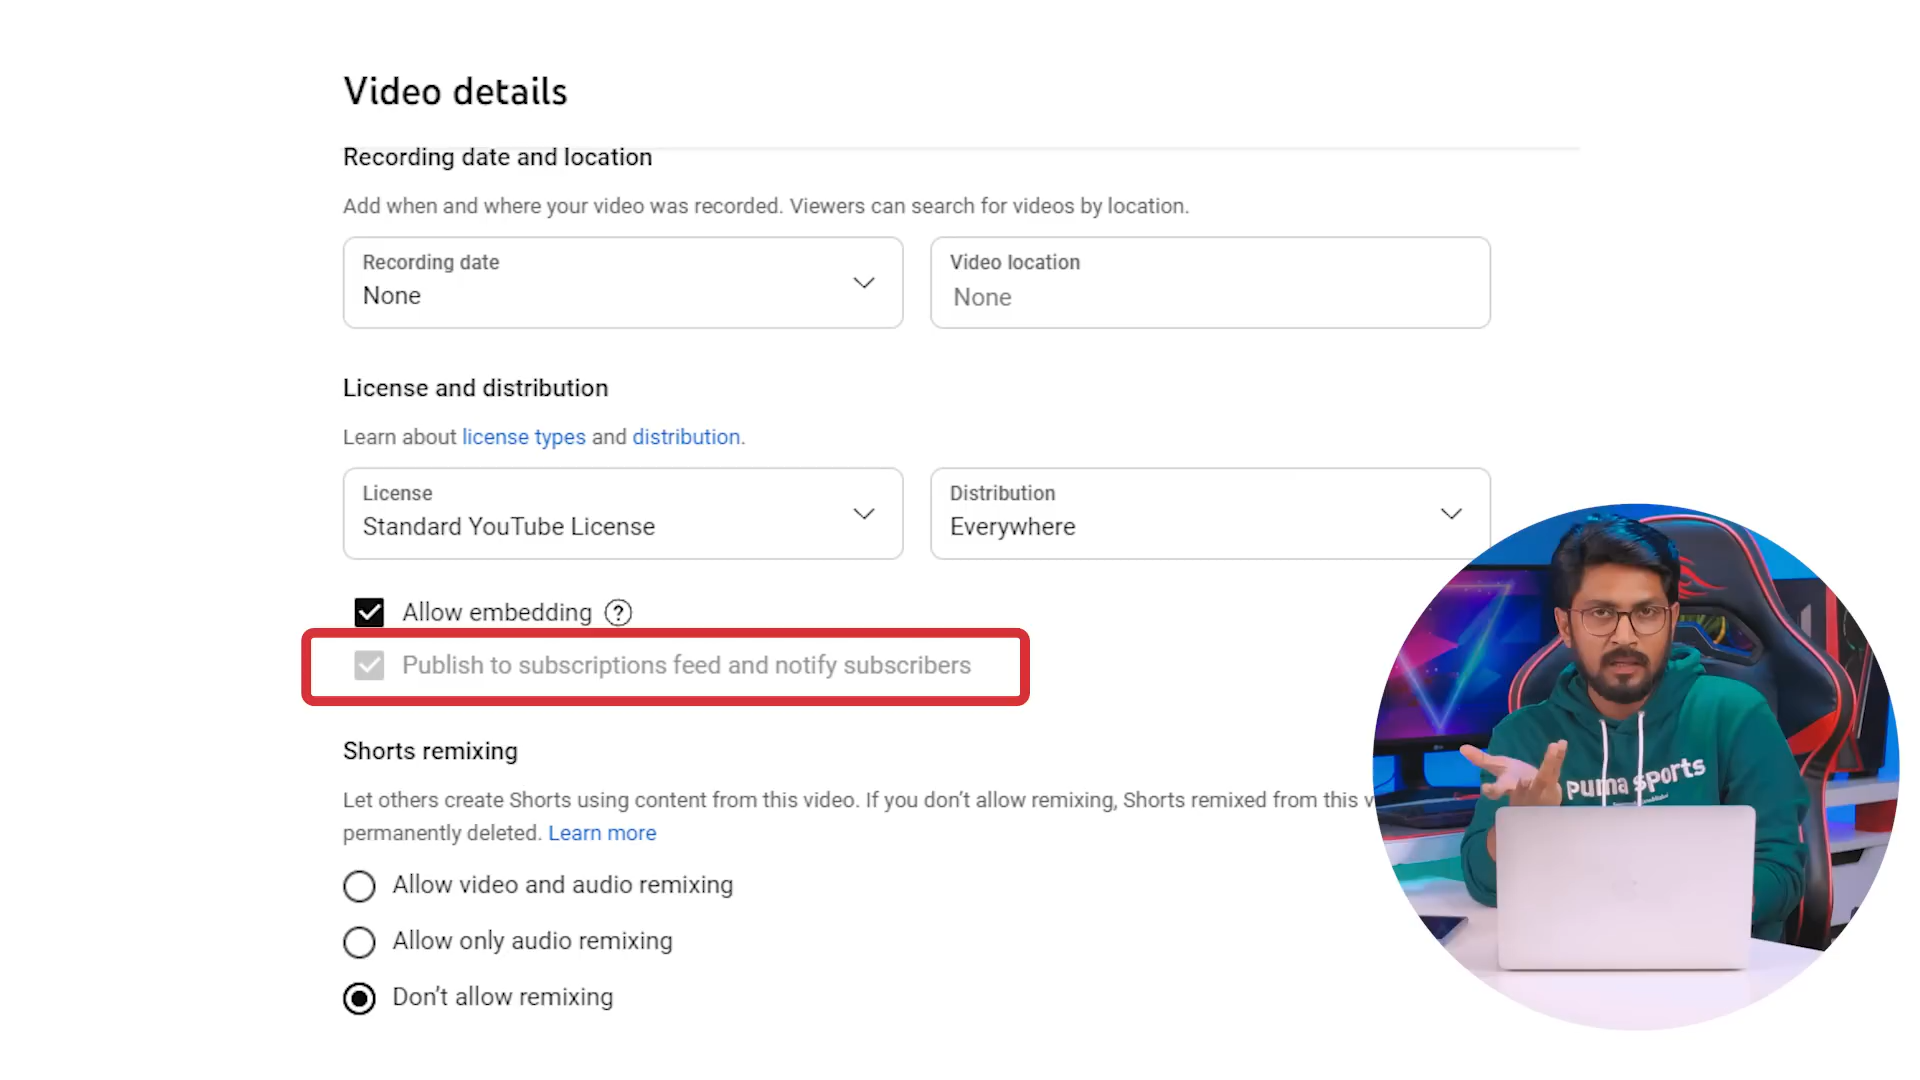 Video details
Recording date and location
Add when and where your video was recorded. Viewers can search for videos by location.
Recording date
None
Video location
None
License and distribution
Learn about license types and distribution.
License
Standard YouTube License
Distribution
Everywhere
Allow embedding ?
Publish to subscriptions feed and notify subscribers
Shorts remixing
Let others create Shorts using content from this video. If you don’t allow remixing, Shorts remixed from this
permanently deleted. Learn more
Allow video and audio remixing
Allow only audio remixing
Don’t allow remixing
puma sports